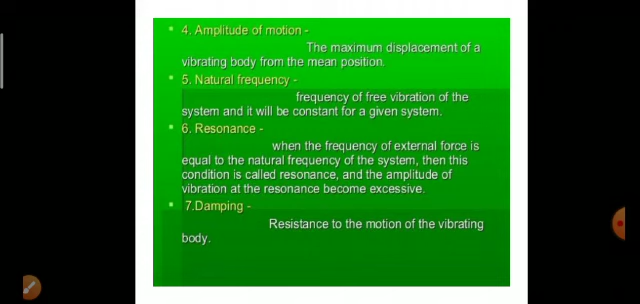 4. Amplitude of motion -
The maximum displacement of a
vibrating body from the mean position.
5. Natural frequency -
frequency of free vibration of the
system and it will be constant for a given system.
6. Resonance -
when the frequency of external force is
equal to the natural frequency of the system, then this
condition is called resonance, and the amplitude of
vibration at the resonance become excessive.
7.Damping -
Resistance to the motion of the vibrating
body.